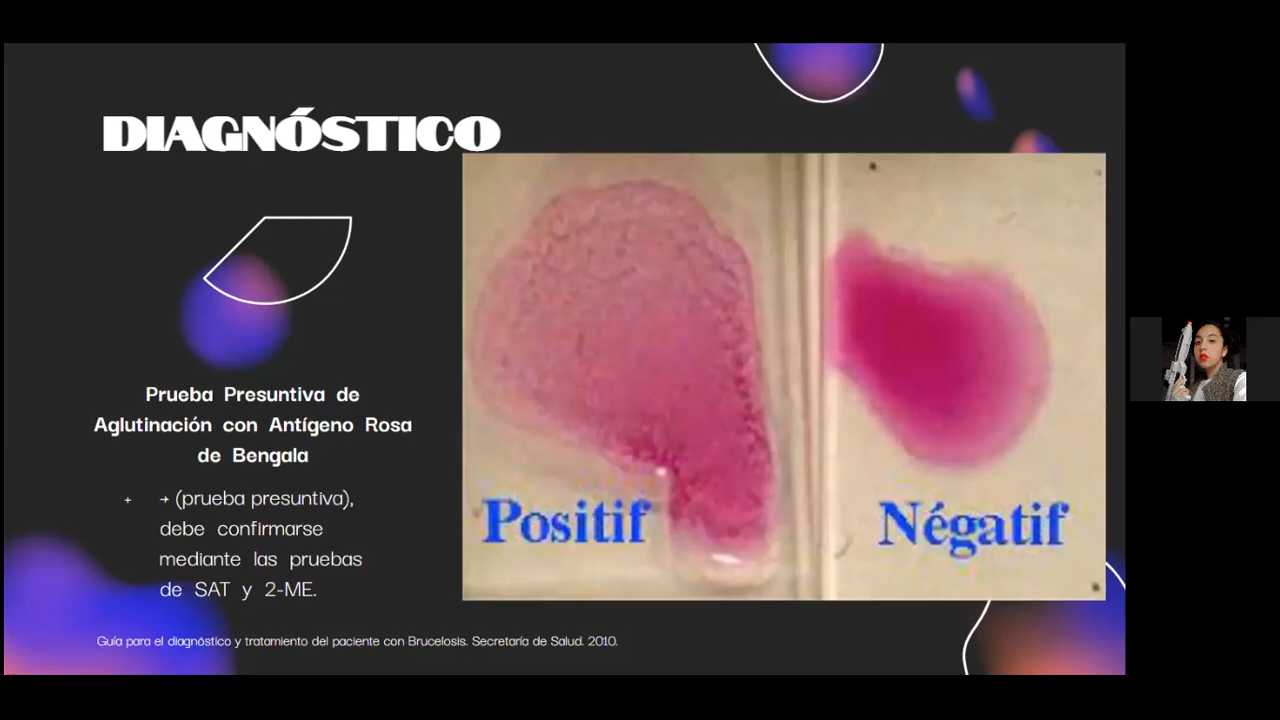 DIAGNÓSTICO
Prueba Presuntiva de
Aglutinación con Antígeno Rosa
de Bengala
+ → (prueba presuntiva),
debe confirmarse
mediante las pruebas
de SAT y 2-ME.
Positif
Négatif
Guía para el diagnóstico y tratamiento del paciente con Brucelosis. Secretaría de Salud. 2010.